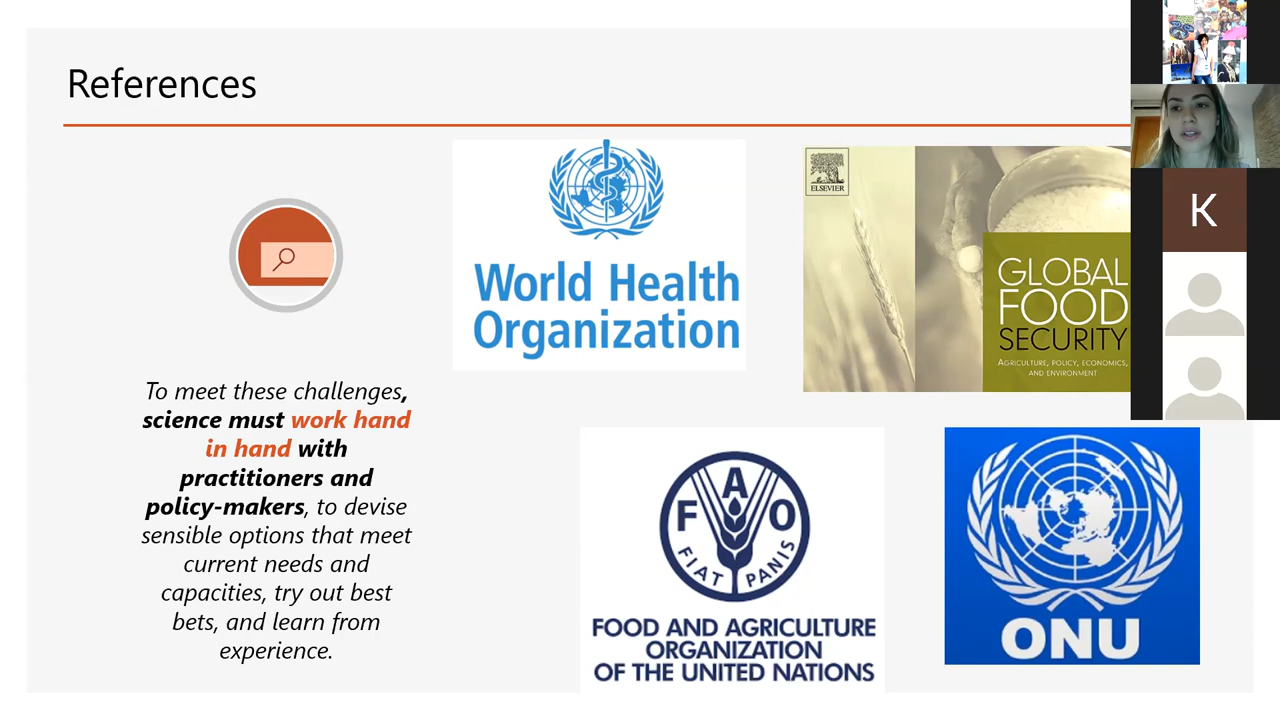 References
To meet these challenges,
science must work hand
in hand with
practitioners and
policy-makers, to devise
sensible options that meet
current needs and
capacities, try out best
bets, and learn from
experience.
World Health
Organization
ELSEVIER
GLOBAL
FOOD
SECURITY
AGRICULTURE, POLICY, ECONOMICS,
AND ENVIRONMENT
F A O
FIAT PANIS
FOOD AND AGRICULTURE
ORGANIZATION
OF THE UNITED NATIONS
ONU
K